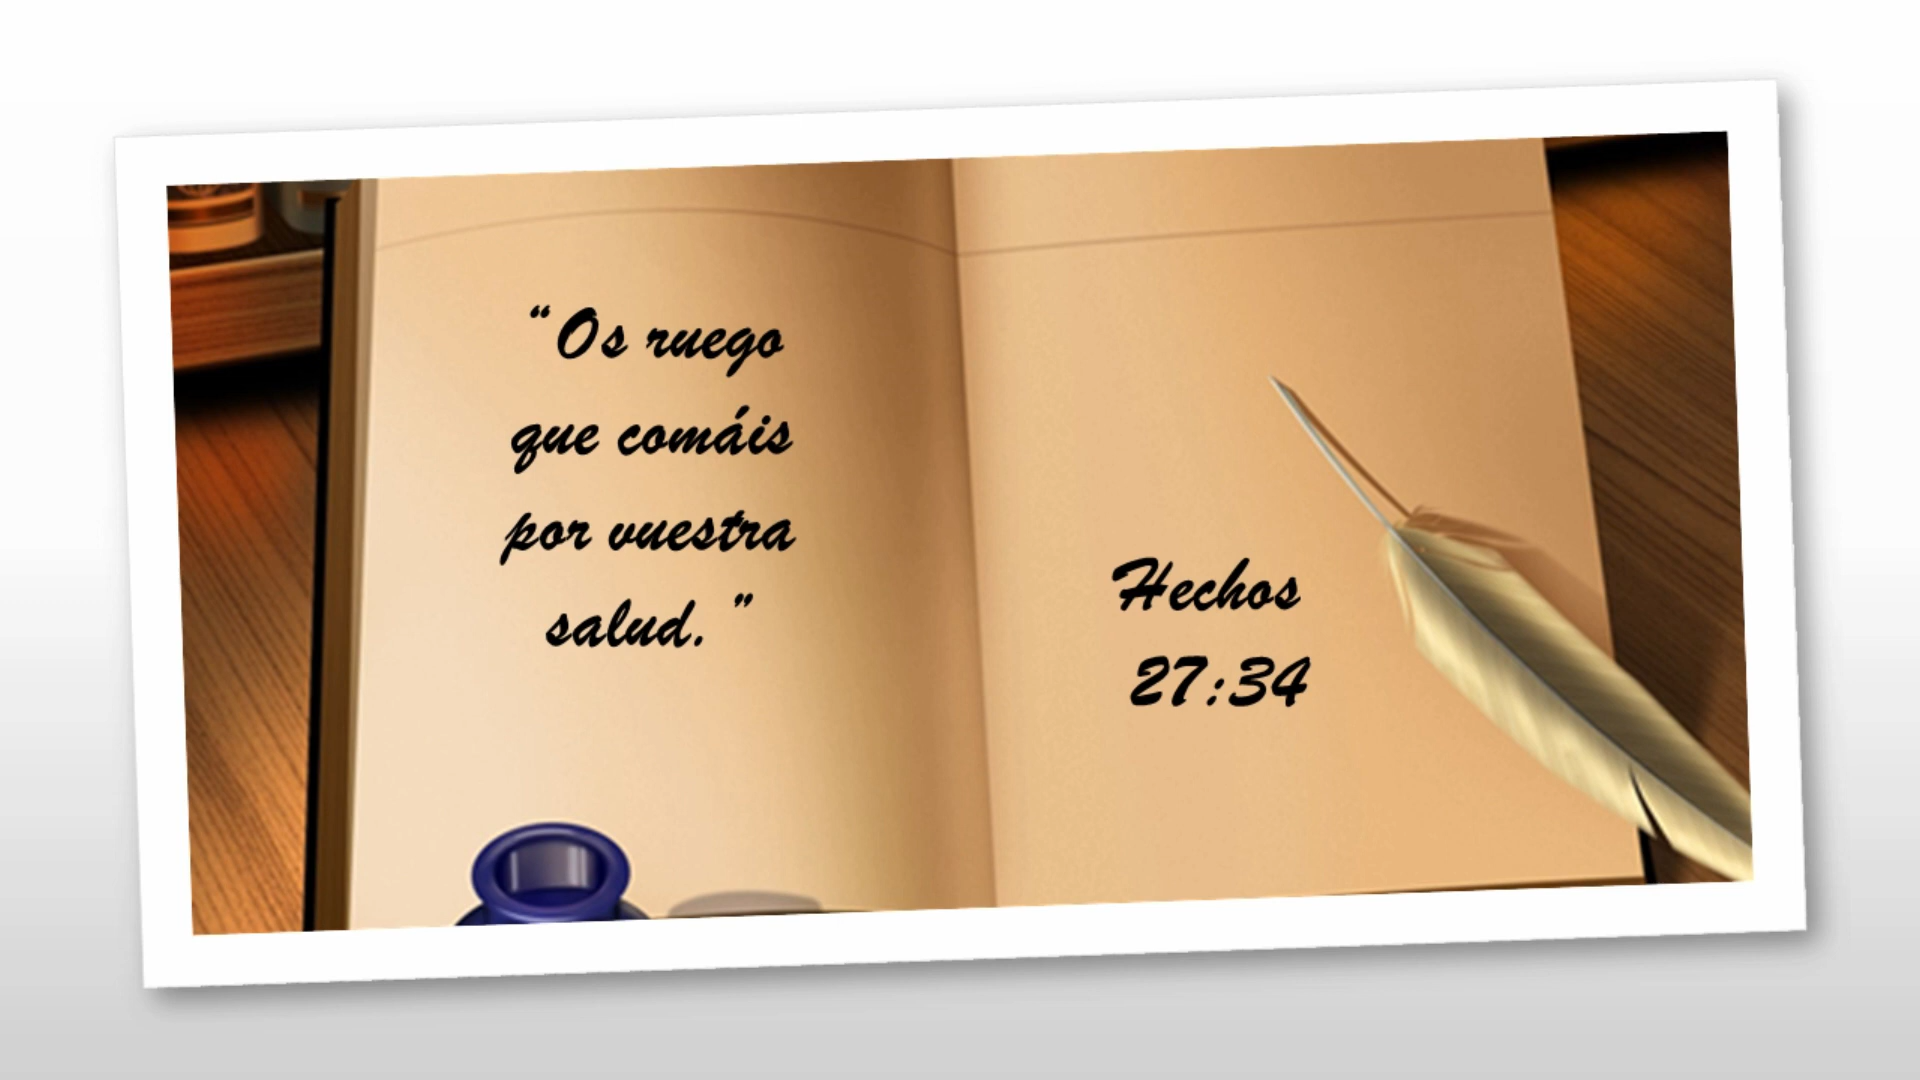 “Os ruego
que comáis
por vuestra
salud.”
Hechos
27:34